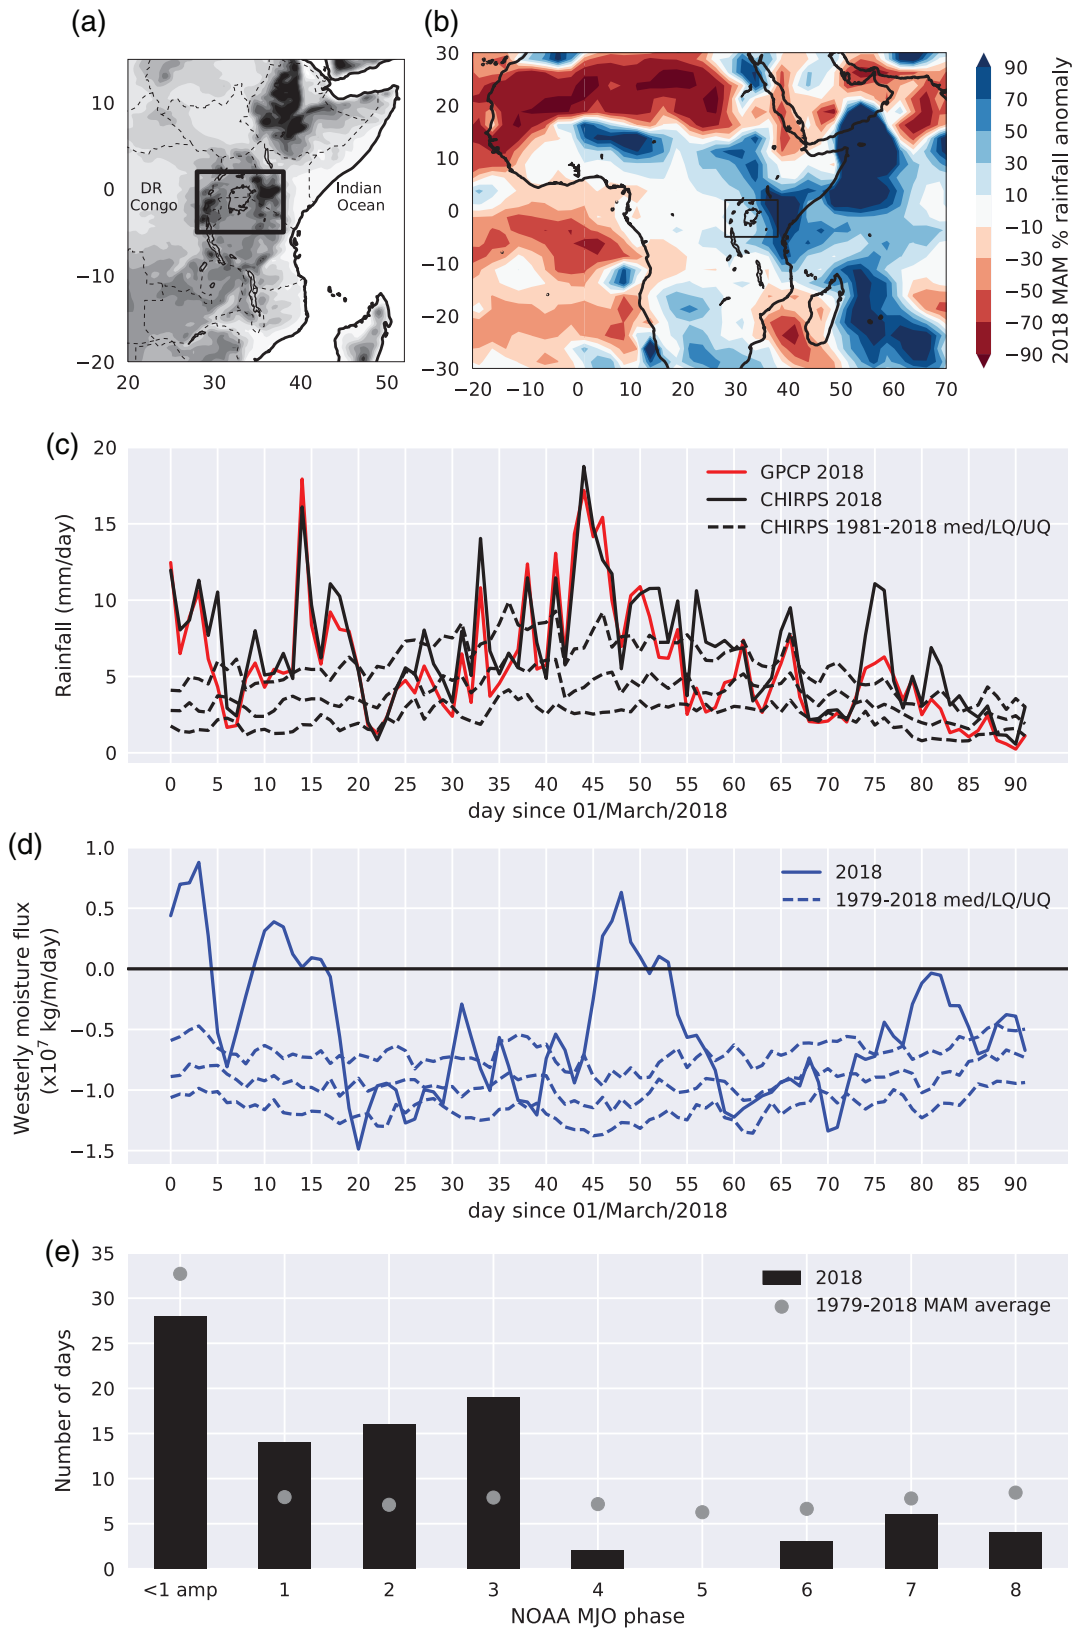 (a)
10
0
−10
−20
20 30 40 50
DR
Congo
Indian
Ocean
(b)
30
20
10
0
−10
−20
−30
−20 −10 0 10 20 30 40 50 60 70
90
70
50
30
10
−10
−30
−50
−70
−90
2018 MAM % rainfall anomaly
(c)
20
15
10
5
0
Rainfall (mm/day)
GPCP 2018
CHIRPS 2018
CHIRPS 1981-2018 med/LQ/UQ
0 5 10 15 20 25 30 35 40 45 50 55 60 65 70 75 80 85 90
day since 01/March/2018
(d)
1.0
0.5
0.0
−0.5
−1.0
−1.5
Westerly moisture flux
(x10⁷ kg/m/day)
2018
1979-2018 med/LQ/UQ
0 5 10 15 20 25 30 35 40 45 50 55 60 65 70 75 80 85 90
day since 01/March/2018
(e)
35
30
25
20
15
10
5
0
Number of days
2018
1979-2018 MAM average
<1 amp 1 2 3 4 5 6 7 8
NOAA MJO phase